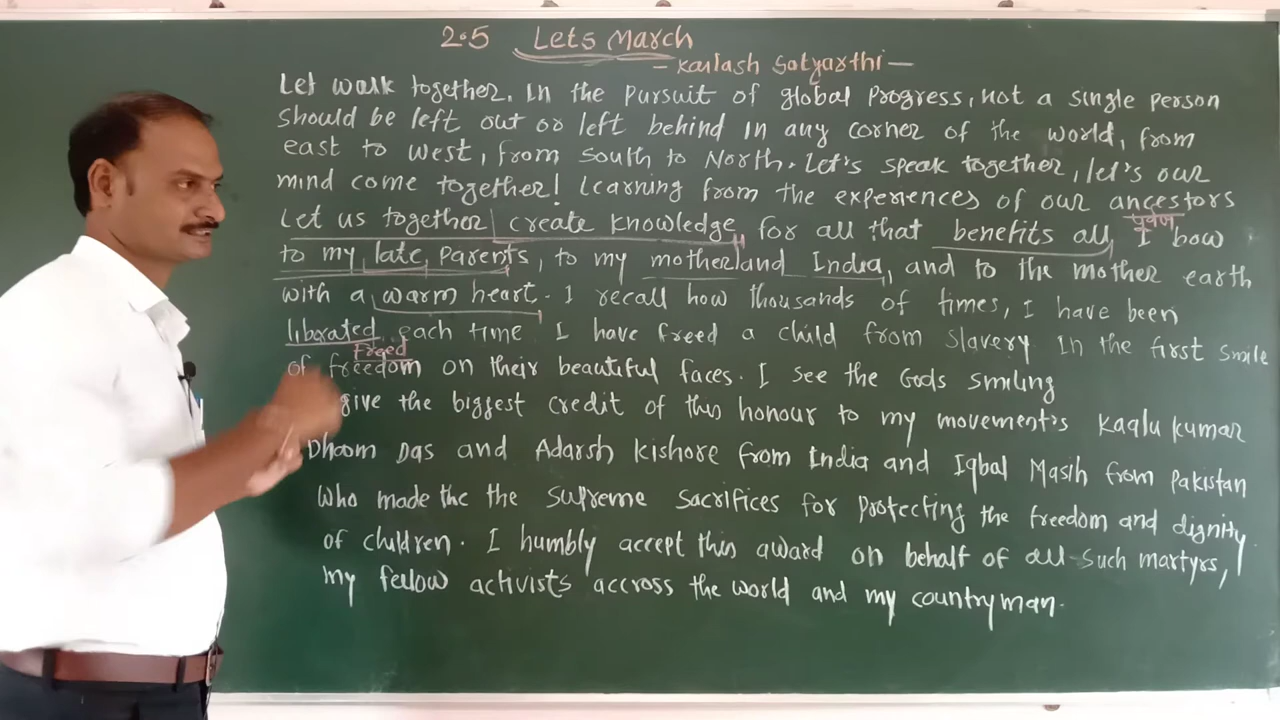 2.5 Lets March
- Kailash Satyarthi -
Let walk together. In the pursuit of global Progress, not a single person
should be left out or left behind in any corner of the world, from
east to west, from south to North. Let's speak together, let's our
mind come together! Learning from the experiences of our ancestors
पूर्वज
Let us together create knowledge for all that benefits all, I bow
to my late parents, to my motherland India, and to the mother earth
with a warm heart. I recall how thousands of times, I have been
liborated each time I have freed a child from slavery In the first smile
Freed
of freedom on their beautiful faces. I see the Gods smiling
give the biggest credit of this honour to my movement's Kaalu kumar
Dhoom Das and Adarsh Kishore from India and Iqbal Masih from Pakistan
Who made the the Supreme Sacrifices for Protecting the freedom and dignity
of children. I humbly accept this award on behalf of all such martyrs,
my fellow activists accross the world and my countryman.